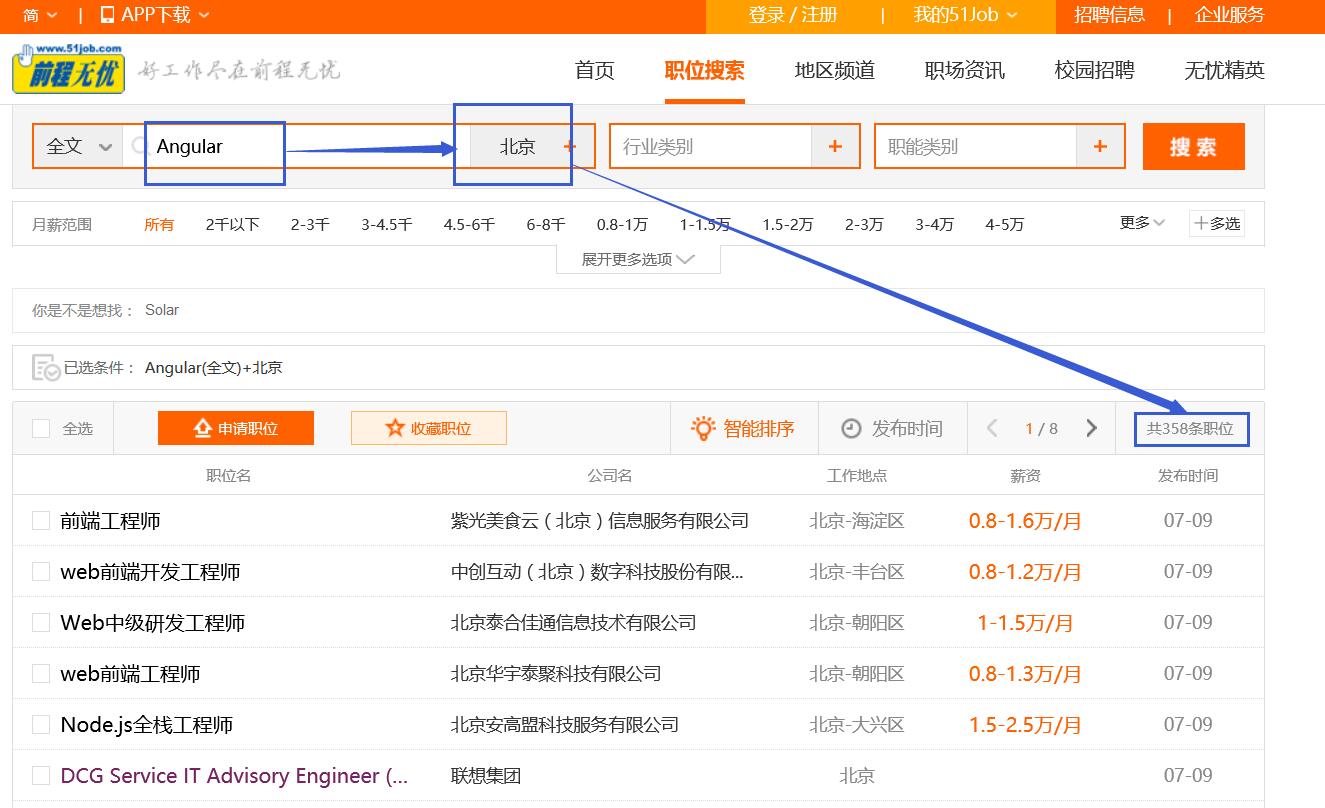 简 | APP下载 登录 / 注册 | 我的51Job 招聘信息 | 企业服务
www.51job.com
前程无忧 好工作尽在前程无忧 首页 职位搜索 地区频道 职场资讯 校园招聘 无忧精英
全文 Angular 北京 + 行业类别 + 职能类别 + 搜索
月薪范围 所有 2千以下 2-3千 3-4.5千 4.5-6千 6-8千 0.8-1万 1-1.5万 1.5-2万 2-3万 3-4万 4-5万 更多 +多选
展开更多选项
你是不是想找： Solar
已选条件： Angular(全文)+北京
全选 申请职位 收藏职位 智能排序 发布时间 1 / 8 共358条职位
职位名 公司名 工作地点 薪资 发布时间
前端工程师 紫光美食云（北京）信息服务有限公司 北京-海淀区 0.8-1.6万/月 07-09
web前端开发工程师 中创互动（北京）数字科技股份有限... 北京-丰台区 0.8-1.2万/月 07-09
Web中级研发工程师 北京泰合佳通信息技术有限公司 北京-朝阳区 1-1.5万/月 07-09
web前端工程师 北京华宇泰聚科技有限公司 北京-朝阳区 0.8-1.3万/月 07-09
Node.js全栈工程师 北京安高盟科技服务有限公司 北京-大兴区 1.5-2.5万/月 07-09
DCG Service IT Advisory Engineer (... 联想集团 北京 07-09